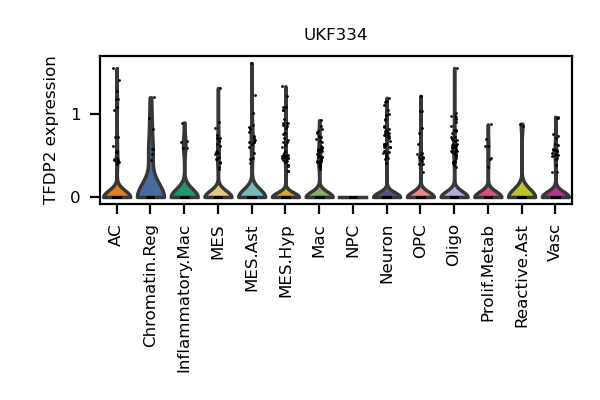 UKF334
TFDP2 expression
1
0
AC
Chromatin.Reg
Inflammatory.Mac
MES
MES.Ast
MES.Hyp
Mac
NPC
Neuron
OPC
Oligo
Prolif.Metab
Reactive.Ast
Vasc